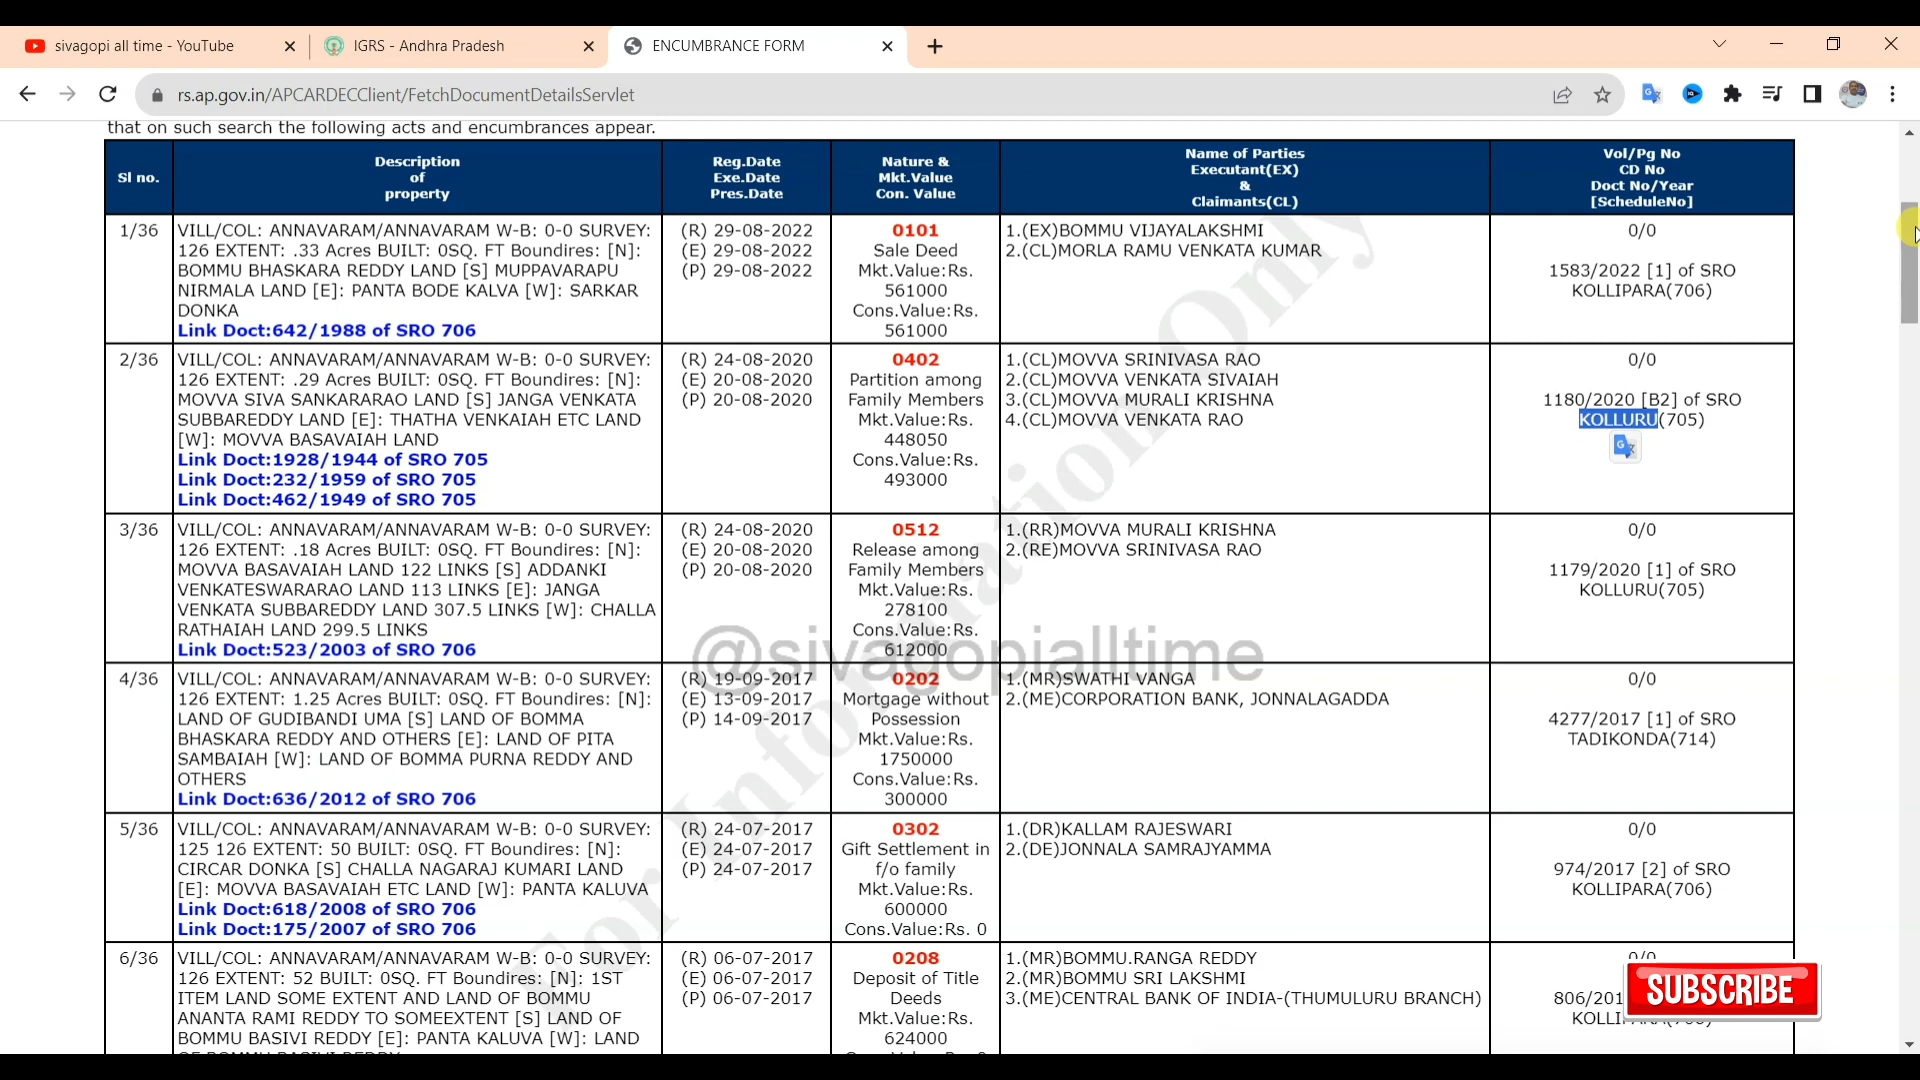 sivagopi all time - YouTube
IGRS - Andhra Pradesh
ENCUMBRANCE FORM
rs.ap.gov.in/APCARDECClient/FetchDocumentDetailsServlet
that on such search the following acts and encumbrances appear.
Sl no.
Description
of
property
Reg.Date
Exe.Date
Pres.Date
Nature &
Mkt.Value
Con. Value
Name of Parties
Executant(EX)
&
Claimants(CL)
Vol/Pg No
CD No
Doct No/Year
[ScheduleNo]
1/36
VILL/COL: ANNAVARAM/ANNAVARAM W-B: 0-0 SURVEY:
126 EXTENT: .33 Acres BUILT: 0SQ. FT Boundires: [N]:
BOMMU BHASKARA REDDY LAND [S] MUPPAVARAPU
NIRMALA LAND [E]: PANTA BODE KALVA [W]: SARKAR
DONKA
Link Doct:642/1988 of SRO 706
(R) 29-08-2022
(E) 29-08-2022
(P) 29-08-2022
0101
Sale Deed
Mkt.Value:Rs.
561000
Cons.Value:Rs.
561000
1.(EX)BOMMU VIJAYALAKSHMI
2.(CL)MORLA RAMU VENKATA KUMAR
0/0
1583/2022 [1] of SRO
KOLLIPARA(706)
2/36
VILL/COL: ANNAVARAM/ANNAVARAM W-B: 0-0 SURVEY:
126 EXTENT: .29 Acres BUILT: 0SQ. FT Boundires: [N]:
MOVVA SIVA SANKARARAO LAND [S] JANGA VENKATA
SUBBAREDDY LAND [E]: THATHA VENKAIAH ETC LAND
[W]: MOVVA BASAVAIAH LAND
Link Doct:1928/1944 of SRO 705
Link Doct:232/1959 of SRO 705
Link Doct:462/1949 of SRO 705
(R) 24-08-2020
(E) 20-08-2020
(P) 20-08-2020
0402
Partition among
Family Members
Mkt.Value:Rs.
448050
Cons.Value:Rs.
493000
1.(CL)MOVVA SRINIVASA RAO
2.(CL)MOVVA VENKATA SIVAIAH
3.(CL)MOVVA MURALI KRISHNA
4.(CL)MOVVA VENKATA RAO
0/0
1180/2020 [B2] of SRO
KOLLURU(705)
3/36
VILL/COL: ANNAVARAM/ANNAVARAM W-B: 0-0 SURVEY:
126 EXTENT: .18 Acres BUILT: 0SQ. FT Boundires: [N]:
MOVVA BASAVAIAH LAND 122 LINKS [S] ADDANKI
VENKATESWARARAO LAND 113 LINKS [E]: JANGA
VENKATA SUBBAREDDY LAND 307.5 LINKS [W]: CHALLA
RATHAIAH LAND 299.5 LINKS
Link Doct:523/2003 of SRO 706
(R) 24-08-2020
(E) 20-08-2020
(P) 20-08-2020
0512
Release among
Family Members
Mkt.Value:Rs.
278100
Cons.Value:Rs.
612000
1.(RR)MOVVA MURALI KRISHNA
2.(RE)MOVVA SRINIVASA RAO
0/0
1179/2020 [1] of SRO
KOLLURU(705)
@sivagopialltime
4/36
VILL/COL: ANNAVARAM/ANNAVARAM W-B: 0-0 SURVEY:
126 EXTENT: 1.25 Acres BUILT: 0SQ. FT Boundires: [N]:
LAND OF GUDIBANDI UMA [S] LAND OF BOMMA
BHASKARA REDDY AND OTHERS [E]: LAND OF PITA
SAMBAIAH [W]: LAND OF BOMMA PURNA REDDY AND
OTHERS
Link Doct:636/2012 of SRO 706
(R) 19-09-2017
(E) 13-09-2017
(P) 14-09-2017
0202
Mortgage without
Possession
Mkt.Value:Rs.
1750000
Cons.Value:Rs.
300000
1.(MR)SWATHI VANGA
2.(ME)CORPORATION BANK, JONNALAGADDA
0/0
4277/2017 [1] of SRO
TADIKONDA(714)
5/36
VILL/COL: ANNAVARAM/ANNAVARAM W-B: 0-0 SURVEY:
125 126 EXTENT: 50 BUILT: 0SQ. FT Boundires: [N]:
CIRCAR DONKA [S] CHALLA NAGARAJ KUMARI LAND
[E]: MOVVA BASAVAIAH ETC LAND [W]: PANTA KALUVA
Link Doct:618/2008 of SRO 706
Link Doct:175/2007 of SRO 706
(R) 24-07-2017
(E) 24-07-2017
(P) 24-07-2017
0302
Gift Settlement in
f/o family
Mkt.Value:Rs.
600000
Cons.Value:Rs. 0
1.(DR)KALLAM RAJESWARI
2.(DE)JONNALA SAMRAJYAMMA
0/0
974/2017 [2] of SRO
KOLLIPARA(706)
6/36
VILL/COL: ANNAVARAM/ANNAVARAM W-B: 0-0 SURVEY:
126 EXTENT: 52 BUILT: 0SQ. FT Boundires: [N]: 1ST
ITEM LAND SOME EXTENT AND LAND OF BOMMU
ANANTA RAMI REDDY TO SOMEEXTENT [S] LAND OF
BOMMU BASIVI REDDY [E]: PANTA KALUVA [W]: LAND
(R) 06-07-2017
(E) 06-07-2017
(P) 06-07-2017
0208
Deposit of Title
Deeds
Mkt.Value:Rs.
624000
1.(MR)BOMMU.RANGA REDDY
2.(MR)BOMMU SRI LAKSHMI
3.(ME)CENTRAL BANK OF INDIA-(THUMULURU BRANCH)
0/0
SUBSCRIBE
For Information Only